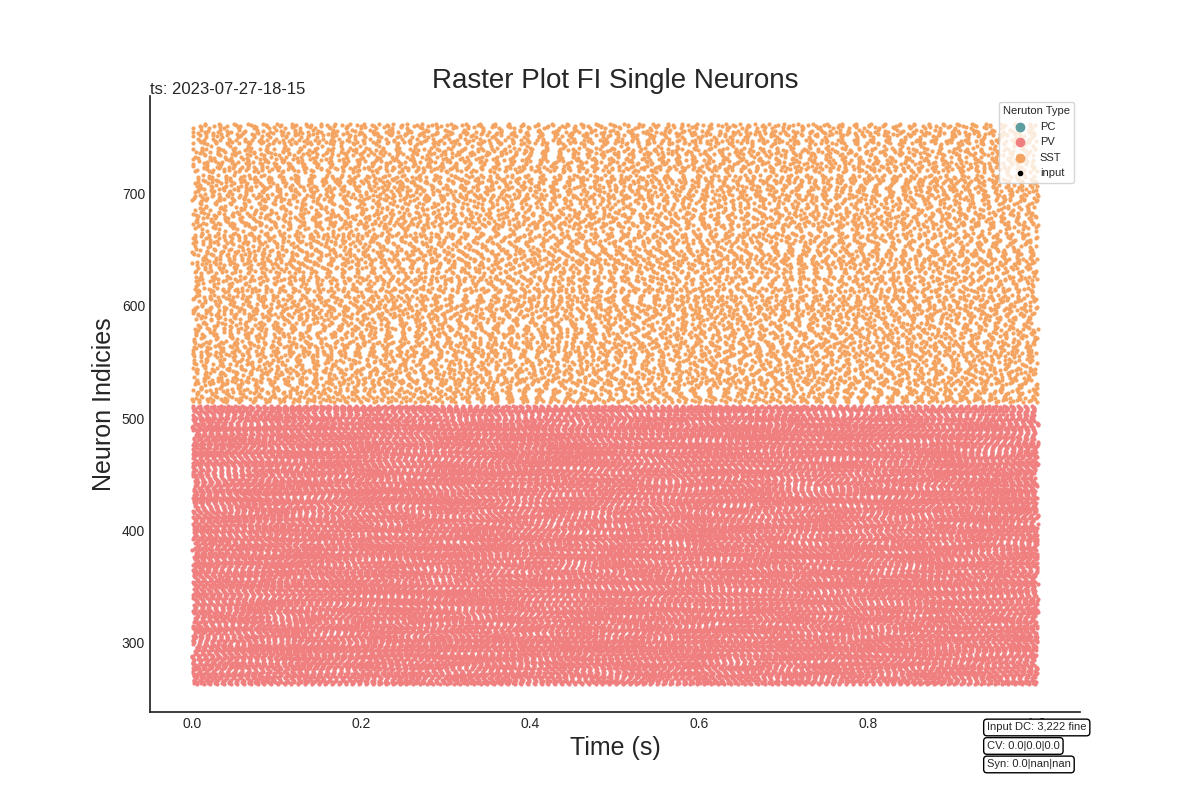 Raster Plot FI Single Neurons
ts: 2023-07-27-18-15
Neruton Type
PC
PV
SST
input
Neuron Indicies
700
600
500
400
300
0.0
0.2
0.4
0.6
0.8
Time (s)
Input DC: 3,222 fine
CV: 0.0|0.0|0.0
Syn: 0.0|nan|nan